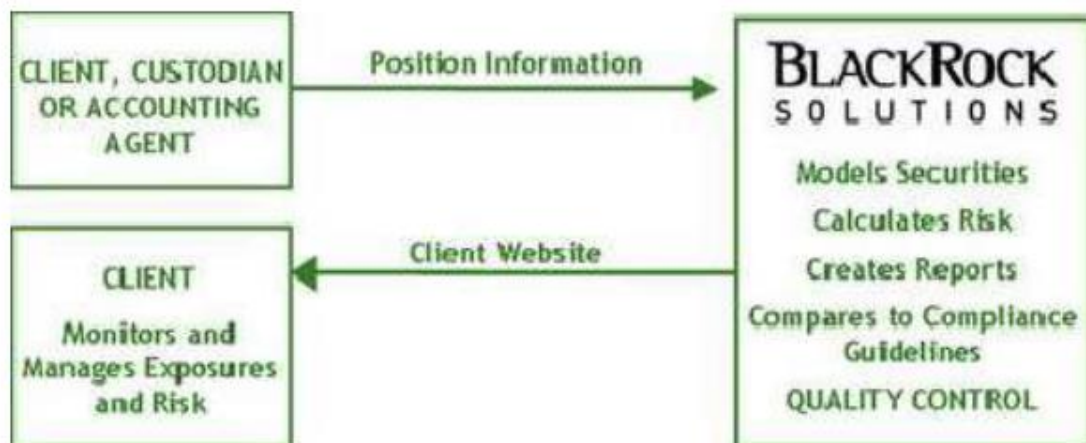 CLIENT, CUSTODIAN
OR ACCOUNTING
AGENT
Position Information
BLACKROCK
SOLUTIONS
Models Securities
Calculates Risk
Creates Reports
Compares to Compliance
Guidelines
QUALITY CONTROL
Client Website
CLIENT
Monitors and
Manages Exposures
and Risk